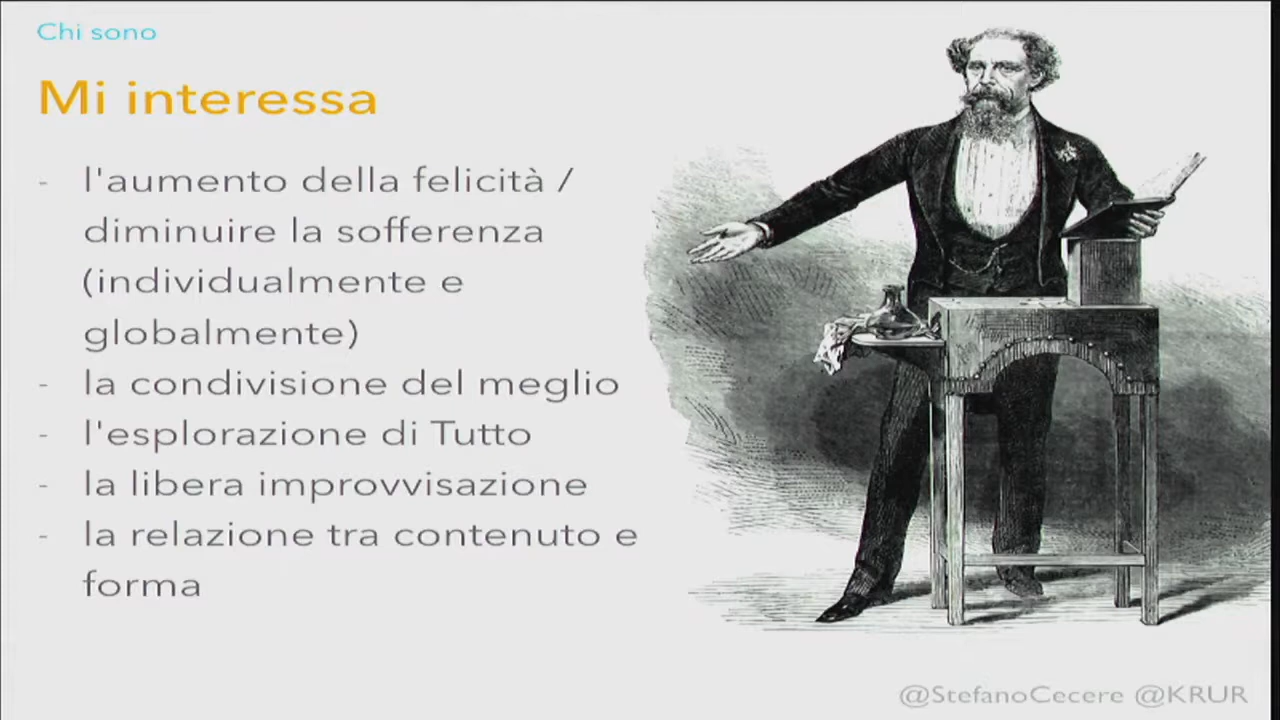 Chi sono
Mi interessa
- l'aumento della felicità /
diminuire la sofferenza
(individualmente e
globalmente)
- la condivisione del meglio
- l'esplorazione di Tutto
- la libera improvvisazione
- la relazione tra contenuto e
forma
@StefanoCecere @KRUR